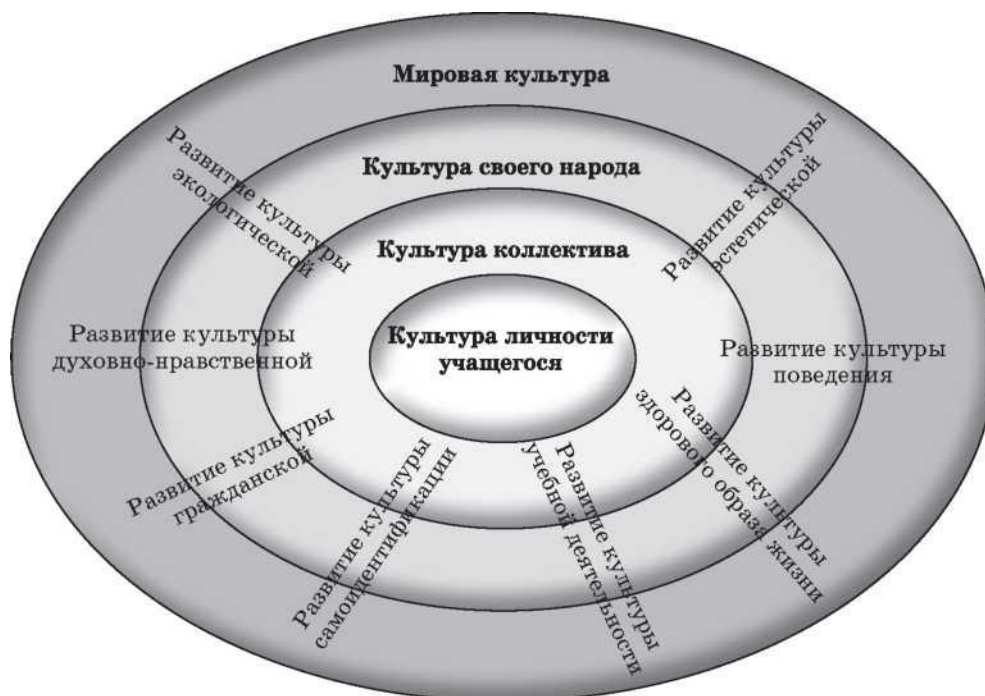 Мировая культура
Культура своего народа
Культура коллектива
Культура личности
учащегося
Развитие культуры
экологической
Развитие культуры
эстетической
Развитие культуры
духовно-нравственной
Развитие культуры
поведения
Развитие культуры
гражданской
Развитие культуры
самоидентификации
Развитие культуры
учебной деятельности
Развитие культуры
здорового образа жизни